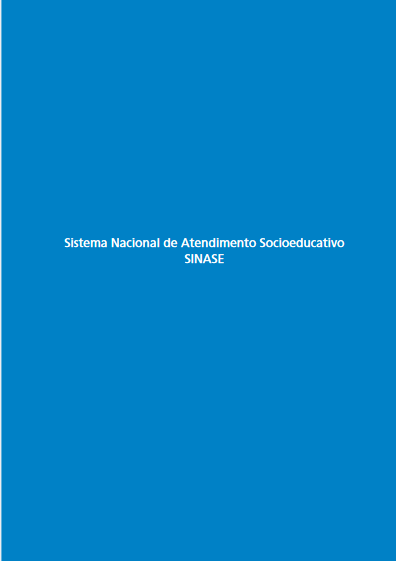 Sistema Nacional de Atendimento Socioeducativo
SINASE